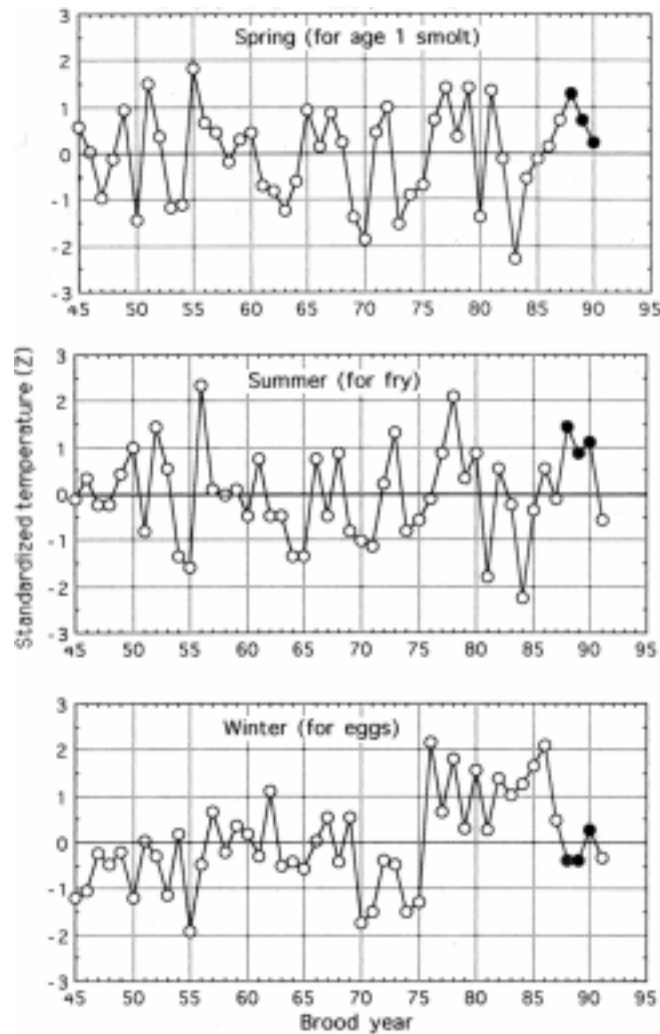 3
Spring (for age 1 smolt)
2
1
0
-1
-2
-3
45 50 55 60 65 70 75 80 85 90 95
Standardized temperature (Z)
3
Summer (for fry)
2
1
0
-1
-2
-3
45 50 55 60 65 70 75 80 85 90 95
3
Winter (for eggs)
2
1
0
-1
-2
-3
45 50 55 60 65 70 75 80 85 90 95
Brood year